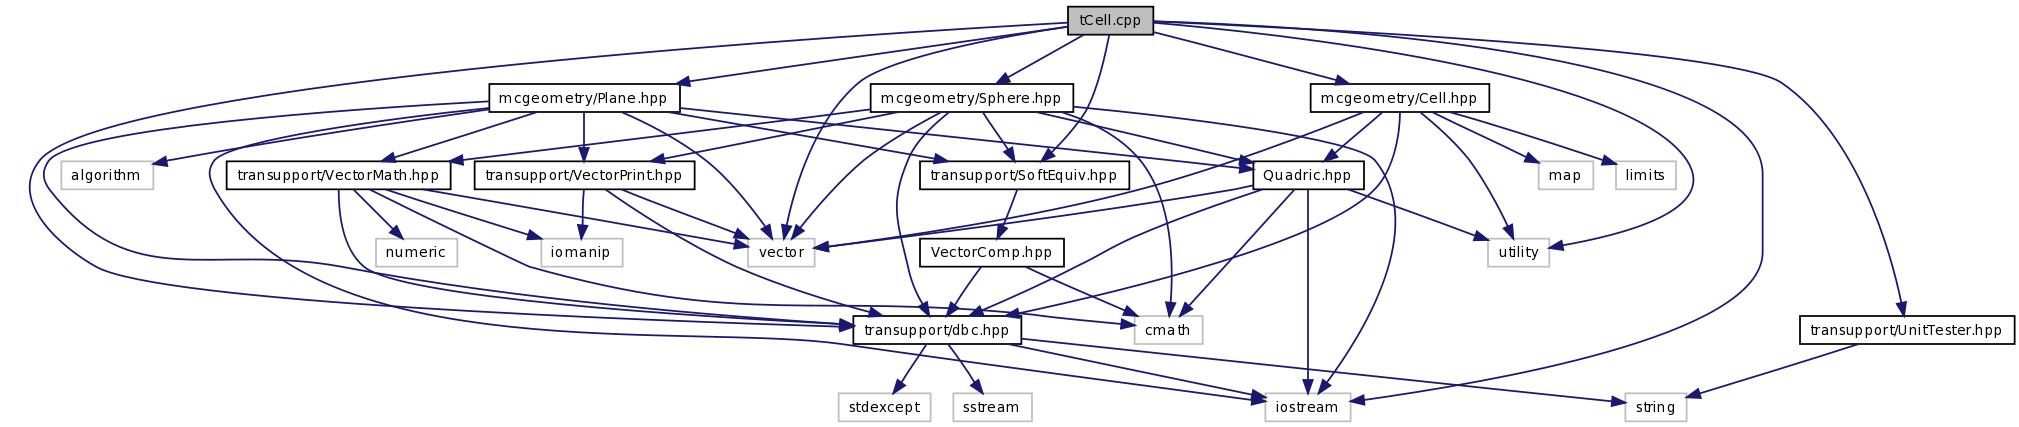 tCell.cpp
mcgeometry/Plane.hpp
mcgeometry/Sphere.hpp
mcgeometry/Cell.hpp
algorithm
transupport/VectorMath.hpp
transupport/VectorPrint.hpp
transupport/SoftEquiv.hpp
Quadric.hpp
map
limits
numeric
iomanip
vector
VectorComp.hpp
utility
transupport/dbc.hpp
cmath
transupport/UnitTester.hpp
stdexcept
sstream
iostream
string